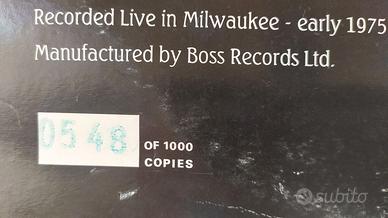 Recorded Live in Milwaukee - early 1975
Manufactured by Boss Records Ltd.
0548 OF 1000
COPIES
subito